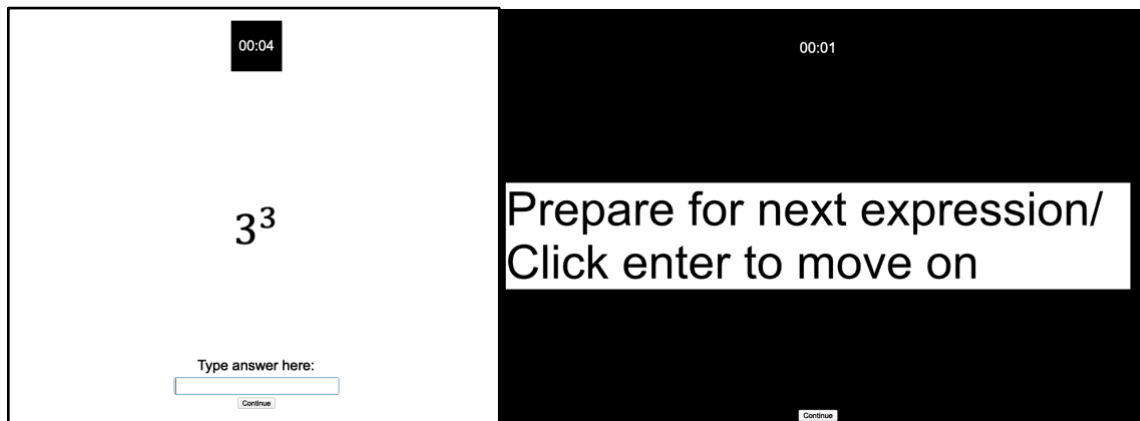 00:04
3³
Type answer here:
Continue
00:01
Prepare for next expression/
Click enter to move on
Continue